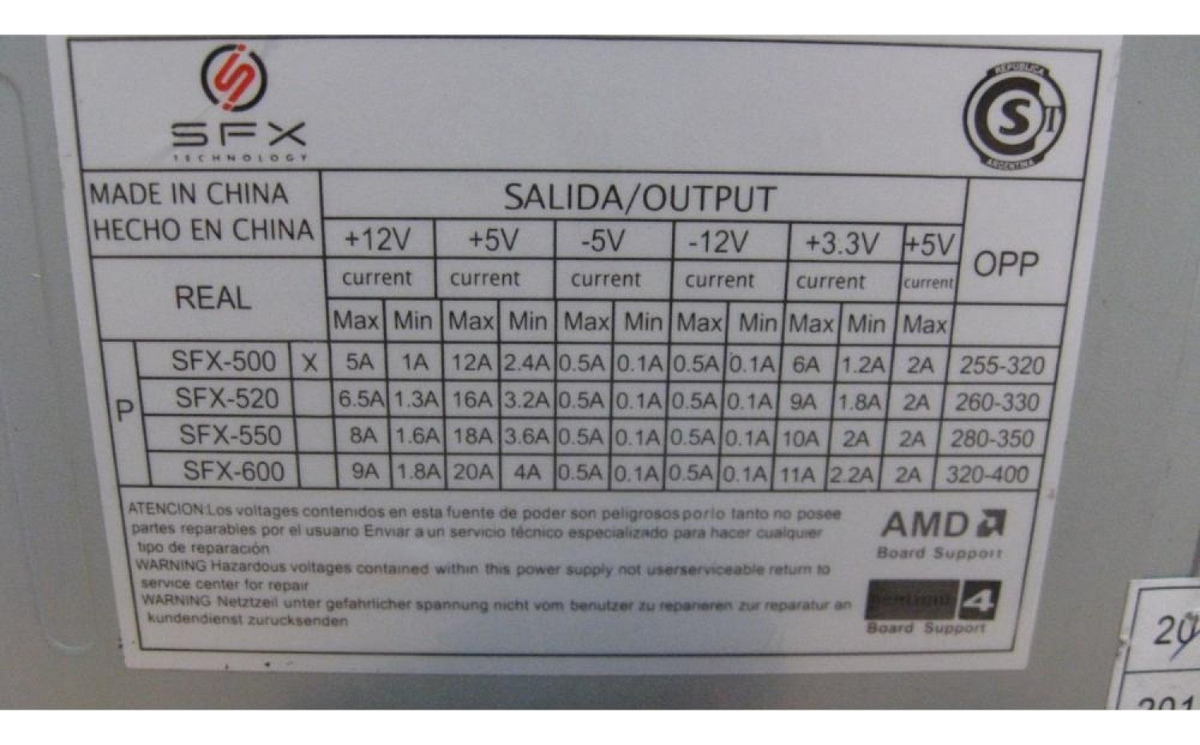 SFX
TECHNOLOGY
REPUBLICA
S T
ARGENTINA
MADE IN CHINA
HECHO EN CHINA
SALIDA/OUTPUT
OPP
+12V +5V -5V -12V +3.3V +5V
current current current current current current
REAL
Max Min Max Min Max Min Max Min Max Min Max
P
SFX-500 X 5A 1A 12A 2.4A 0.5A 0.1A 0.5A 0.1A 6A 1.2A 2A 255-320
SFX-520 6.5A 1.3A 16A 3.2A 0.5A 0.1A 0.5A 0.1A 9A 1.8A 2A 260-330
SFX-550 8A 1.6A 18A 3.6A 0.5A 0.1A 0.5A 0.1A 10A 2A 2A 280-350
SFX-600 9A 1.8A 20A 4A 0.5A 0.1A 0.5A 0.1A 11A 2.2A 2A 320-400
ATENCION:Los voltages contenidos en esta fuente de poder son peligrosos porlo tanto no posee
partes reparables por el usuario Enviar a un servicio técnico especializado para hacer cualquier
tipo de reparación
WARNING Hazardous voltages contained within this power supply not userserviceable return to
service center for repair
WARNING Netztzeil unter gefahrlicher spannung nicht vom benutzer zu reparieren zur reparatur an
kundendienst zurucksenden
AMD
Board Support
pentium 4
Board Support
20
201